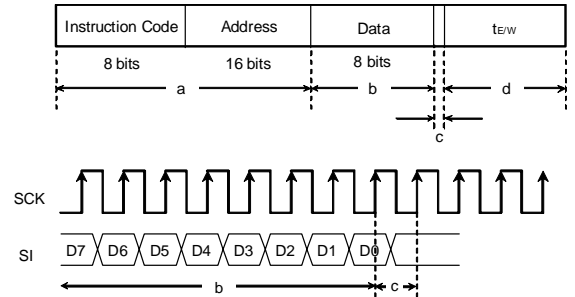 Instruction Code Address Data tE/W
8 bits 16 bits 8 bits
a b d
c
SCK
SI D7 D6 D5 D4 D3 D2 D1 D0
b c